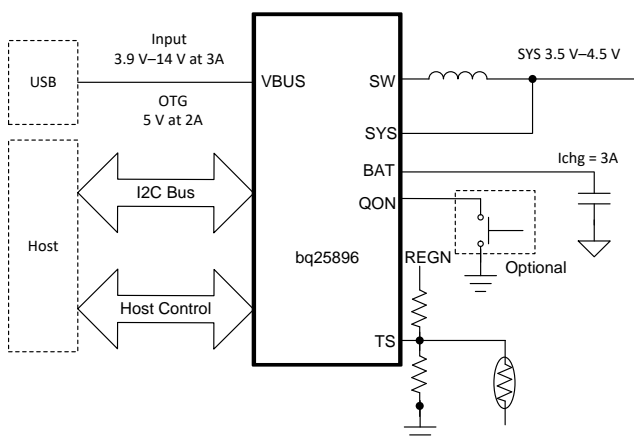 Input
3.9 V–14 V at 3A
USB
OTG
5 V at 2A
VBUS
SW
SYS 3.5 V–4.5 V
SYS
BAT
Ichg = 3A
I2C Bus
QON
Host
bq25896
REGN
Optional
Host Control
TS